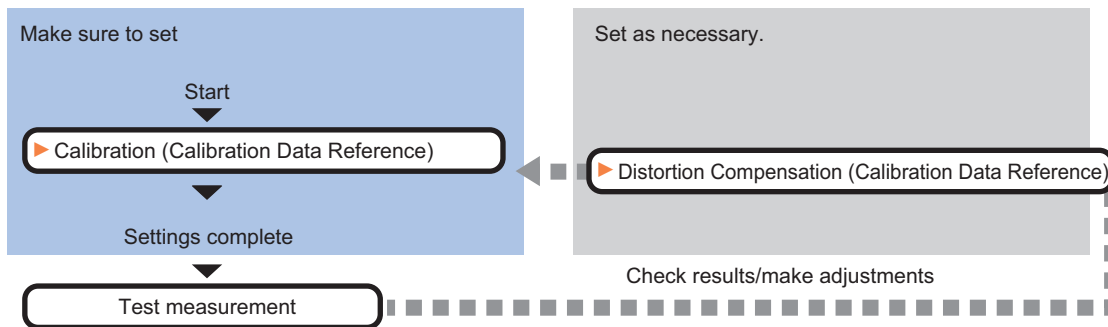 Make sure to set
Set as necessary.
Start
Calibration (Calibration Data Reference)
Distortion Compensation (Calibration Data Reference)
Settings complete
Check results/make adjustments
Test measurement